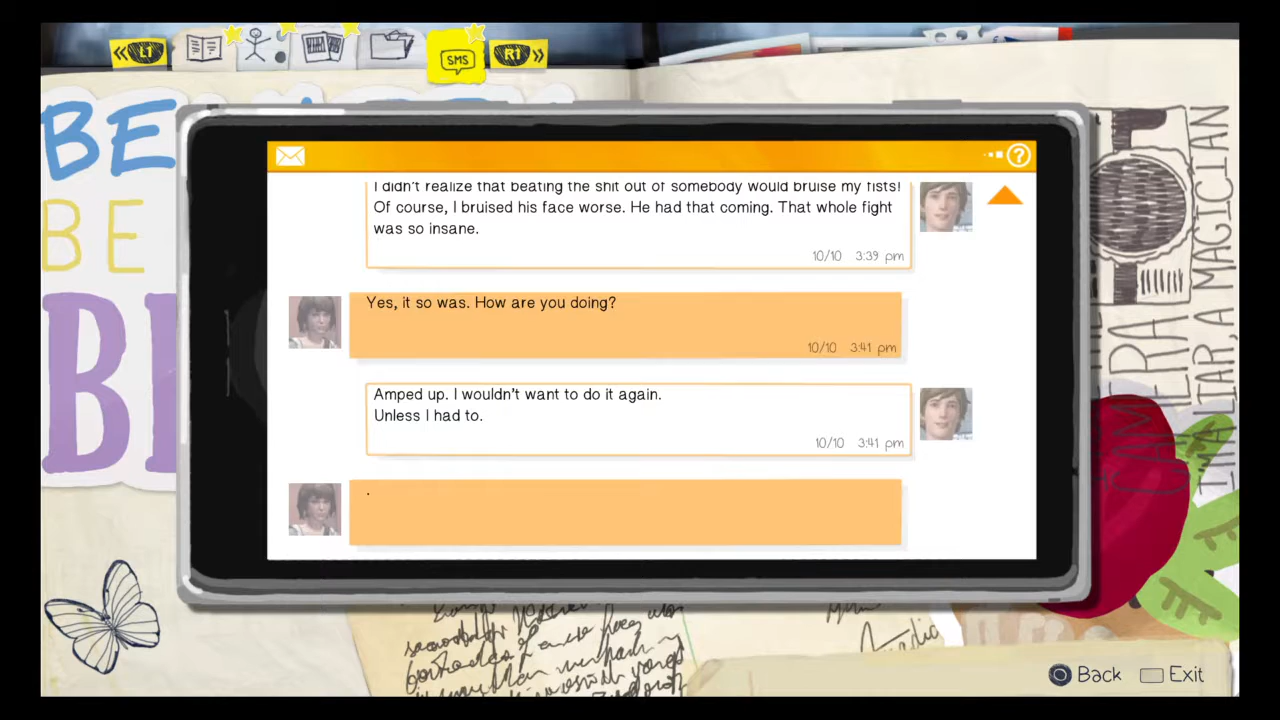 L1
SMS
R1
BE
BE
I didn't realize that beating the shit out of somebody would bruise my fists!
Of course, I bruised his face worse. He had that coming. That whole fight
was so insane.
10/10 3:39 pm
Yes, it so was. How are you doing?
10/10 3:41 pm
Amped up. I wouldn't want to do it again.
Unless I had to.
10/10 3:41 pm
.
?
CAMERA
LIAR, A MAGICIAN
Back
Exit